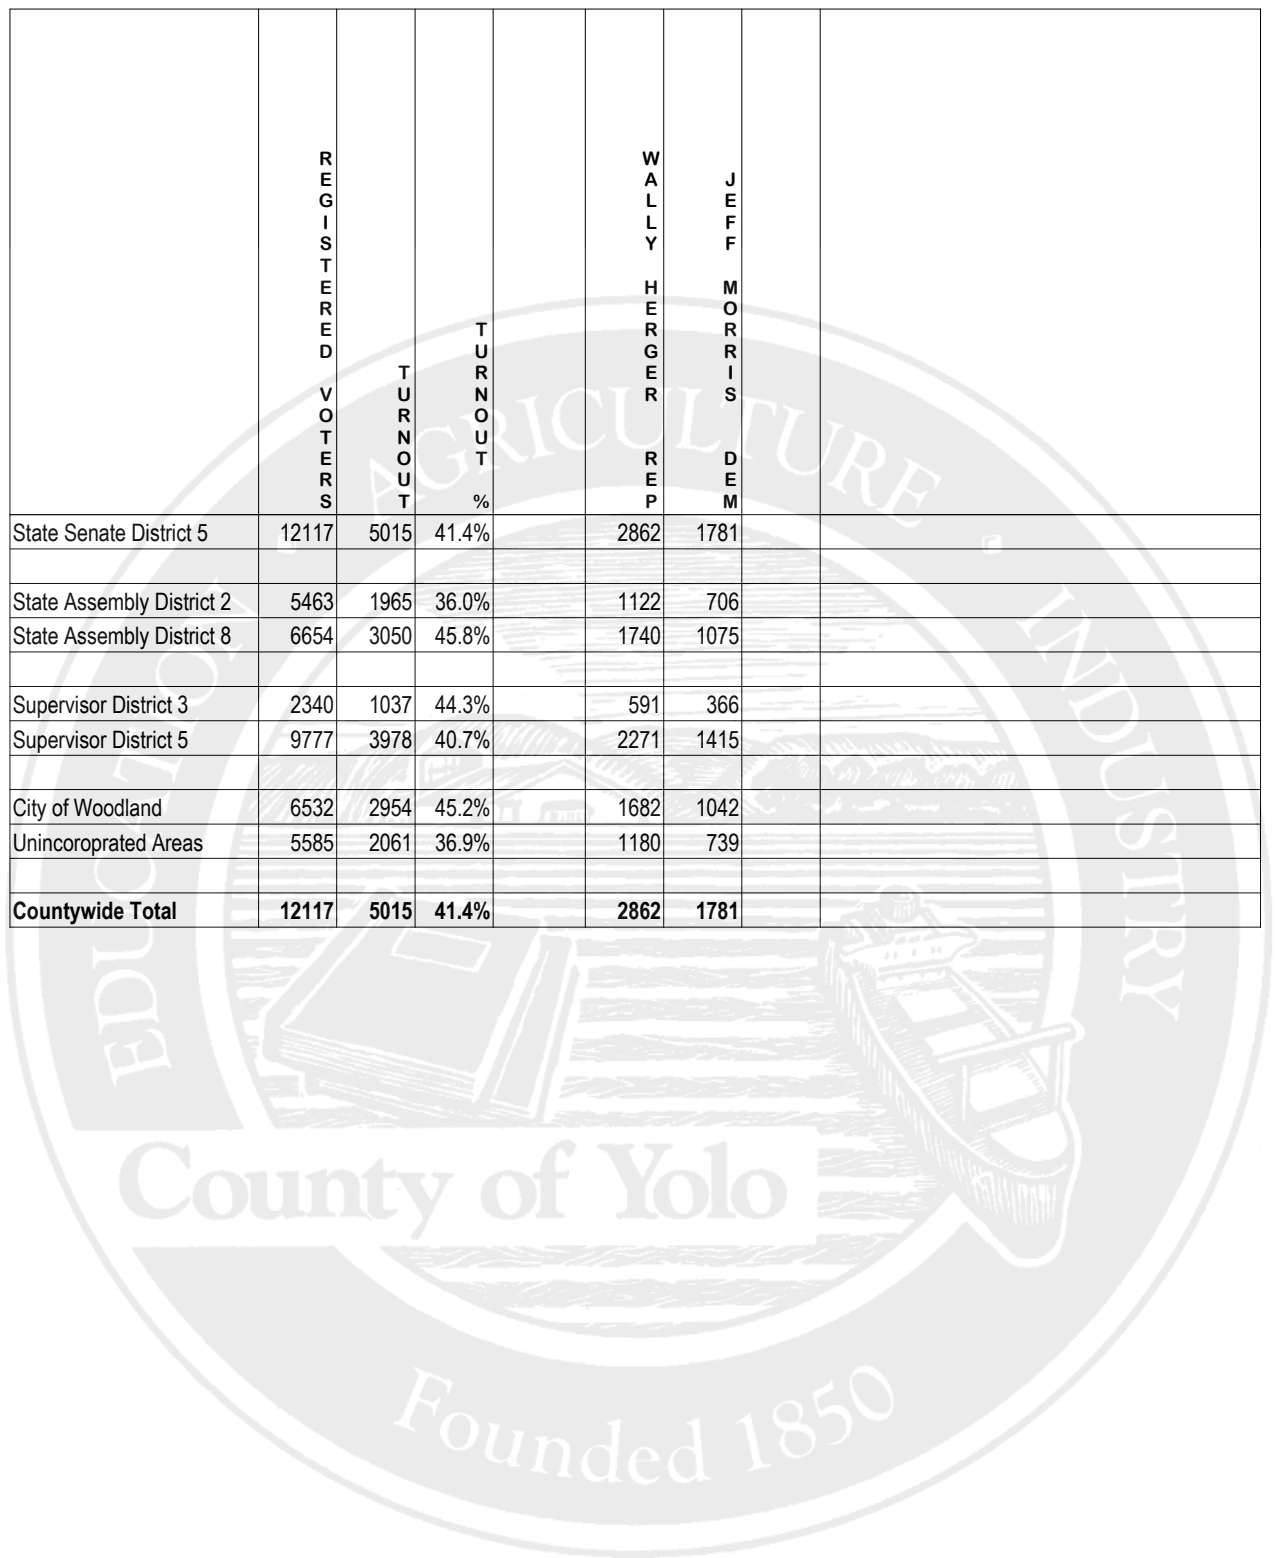 REGISTERED VOTERS TURNOUT TURNOUT % WALLY HERGER REP JEFF MORRIS DEM
State Senate District 5 12117 5015 41.4% 2862 1781
State Assembly District 2 5463 1965 36.0% 1122 706
State Assembly District 8 6654 3050 45.8% 1740 1075
Supervisor District 3 2340 1037 44.3% 591 366
Supervisor District 5 9777 3978 40.7% 2271 1415
City of Woodland 6532 2954 45.2% 1682 1042
Unincoroprated Areas 5585 2061 36.9% 1180 739
Countywide Total 12117 5015 41.4% 2862 1781
EDUCATION · AGRICULTURE · INDUSTRY
County of Yolo
Founded 1850